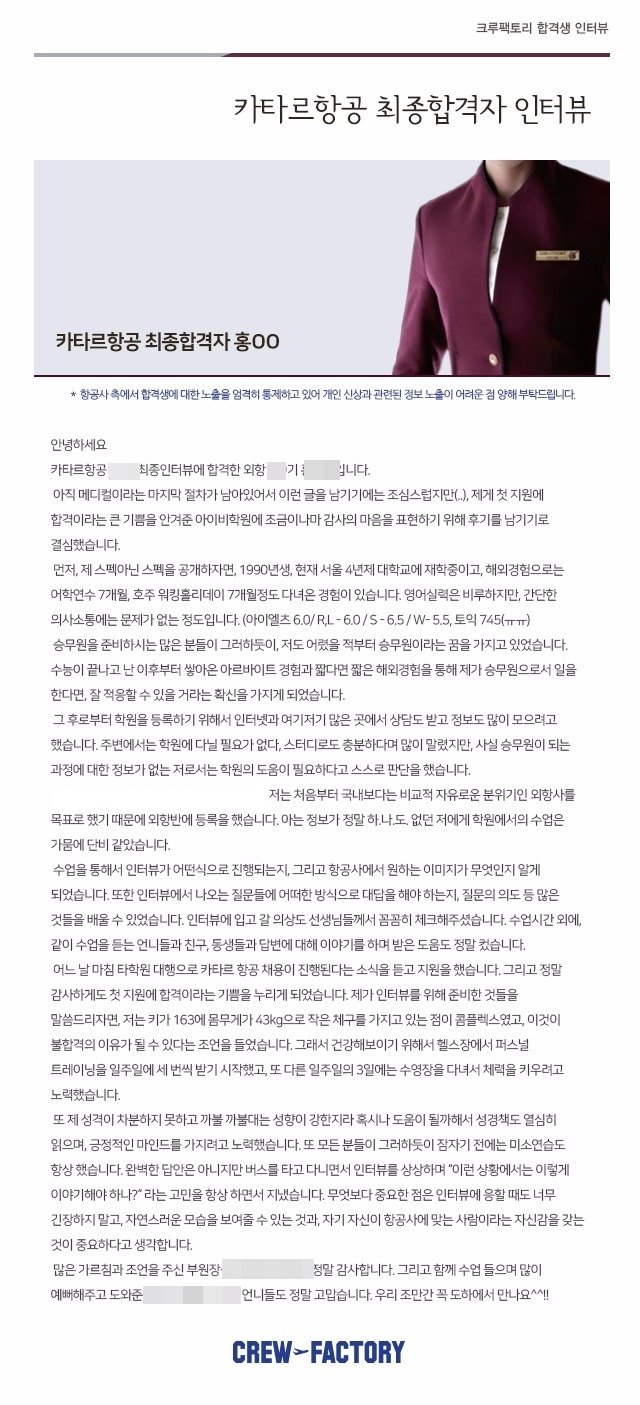 크루팩토리 합격생 인터뷰
카타르항공 최종합격자 인터뷰
카타르항공 최종합격자 홍OO
* 항공사 측에서 합격생에 대한 노출을 엄격히 통제하고 있어 개인 신상과 관련된 정보 노출이 어려운 점 양해 부탁드립니다.
안녕하세요
카타르항공 최종인터뷰에 합격한 외항 기 입니다.
아직 메디컬이라는 마지막 절차가 남아있어서 이런 글을 남기기에는 조심스럽지만(..), 제게 첫 지원에
합격이라는 큰 기쁨을 안겨준 아이비학원에 조금이나마 감사의 마음을 표현하기 위해 후기를 남기기로
결심했습니다.
먼저, 제 스펙아닌 스펙을 공개하자면, 1990년생, 현재 서울 4년제 대학교에 재학중이고, 해외경험으로는
어학연수 7개월, 호주 워킹홀리데이 7개월정도 다녀온 경험이 있습니다. 영어실력은 비루하지만, 간단한
의사소통에는 문제가 없는 정도입니다. (아이엘츠 6.0/ R,L - 6.0 / S - 6.5 / W- 5.5, 토익 745(ㅠㅠ)
승무원을 준비하시는 많은 분들이 그러하듯이, 저도 어렸을 적부터 승무원이라는 꿈을 가지고 있었습니다.
수능이 끝나고 난 이후부터 쌓아온 아르바이트 경험과 짧다면 짧은 해외경험을 통해 제가 승무원으로서 일을
한다면, 잘 적응할 수 있을 거라는 확신을 가지게 되었습니다.
그 후로부터 학원을 등록하기 위해서 인터넷과 여기저기 많은 곳에서 상담도 받고 정보도 많이 모으려고
했습니다. 주변에서는 학원에 다닐 필요가 없다, 스터디로도 충분하다며 많이 말렸지만, 사실 승무원이 되는
과정에 대한 정보가 없는 저로서는 학원의 도움이 필요하다고 스스로 판단을 했습니다.
저는 처음부터 국내보다는 비교적 자유로운 분위기인 외항사를
목표로 했기 때문에 외항반에 등록을 했습니다. 아는 정보가 정말 하.나.도. 없던 저에게 학원에서의 수업은
가뭄에 단비 같았습니다.
수업을 통해서 인터뷰가 어떤식으로 진행되는지, 그리고 항공사에서 원하는 이미지가 무엇인지 알게
되었습니다. 또한 인터뷰에서 나오는 질문들에 어떠한 방식으로 대답을 해야 하는지, 질문의 의도 등 많은
것들을 배울 수 있었습니다. 인터뷰에 입고 갈 의상도 선생님들께서 꼼꼼히 체크해주셨습니다. 수업시간 외에,
같이 수업을 듣는 언니들과 친구, 동생들과 답변에 대해 이야기를 하며 받은 도움도 정말 컸습니다.
어느 날 마침 타학원 대행으로 카타르 항공 채용이 진행된다는 소식을 듣고 지원을 했습니다. 그리고 정말
감사하게도 첫 지원에 합격이라는 기쁨을 누리게 되었습니다. 제가 인터뷰를 위해 준비한 것들을
말씀드리자면, 저는 키가 163에 몸무게가 43kg으로 작은 체구를 가지고 있는 점이 콤플렉스였고, 이것이
불합격의 이유가 될 수 있다는 조언을 들었습니다. 그래서 건강해보이기 위해서 헬스장에서 퍼스널
트레이닝을 일주일에 세 번씩 받기 시작했고, 또 다른 일주일의 3일에는 수영장을 다녀서 체력을 키우려고
노력했습니다.
또 제 성격이 차분하지 못하고 까불 까불대는 성향이 강한지라 혹시나 도움이 될까해서 성경책도 열심히
읽으며, 긍정적인 마인드를 가지려고 노력했습니다. 또 모든 분들이 그러하듯이 잠자기 전에는 미소연습도
항상 했습니다. 완벽한 답안은 아니지만 버스를 타고 다니면서 인터뷰를 상상하며 "이런 상황에서는 이렇게
이야기해야 하나?" 라는 고민을 항상 하면서 지냈습니다. 무엇보다 중요한 점은 인터뷰에 응할 때도 너무
긴장하지 말고, 자연스러운 모습을 보여줄 수 있는 것과, 자기 자신이 항공사에 맞는 사람이라는 자신감을 갖는
것이 중요하다고 생각합니다.
많은 가르침과 조언을 주신 부원장 정말 감사합니다. 그리고 함께 수업 들으며 많이
예뻐해주고 도와준 언니들도 정말 고맙습니다. 우리 조만간 꼭 도하에서 만나요^^!!
CREW FACTORY